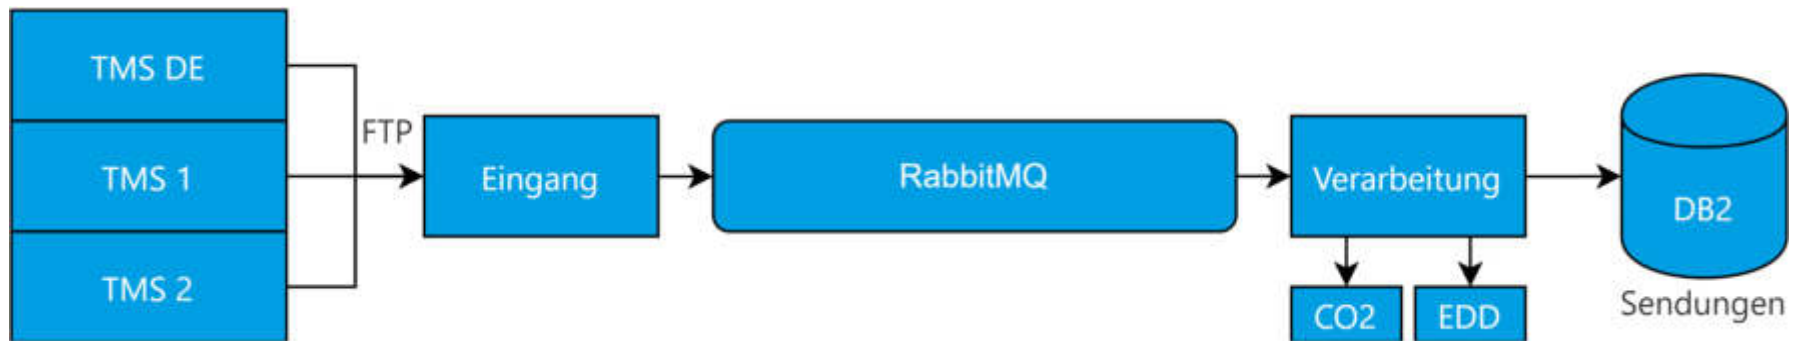 TMS DE
TMS 1
TMS 2
FTP
Eingang
RabbitMQ
Verarbeitung
CO2
EDD
DB2
Sendungen